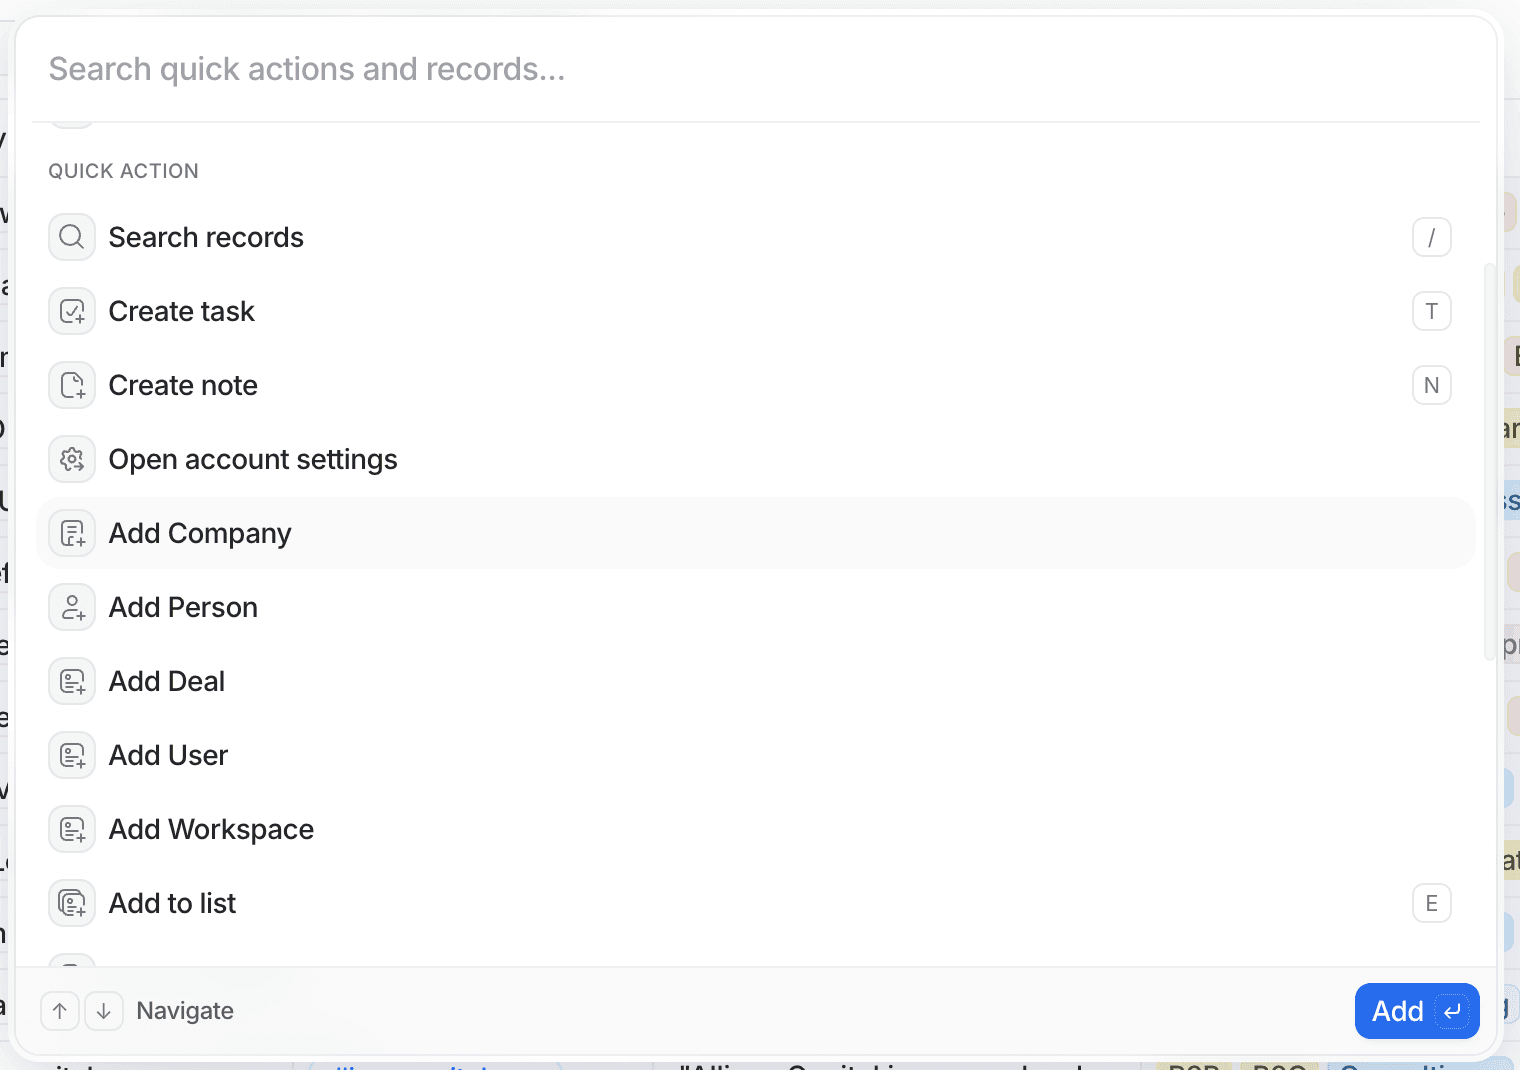 Search quick actions and records...
QUICK ACTION
Search records /
Create task T
Create note N
Open account settings
Add Company
Add Person
Add Deal
Add User
Add Workspace
Add to list E
Navigate Add